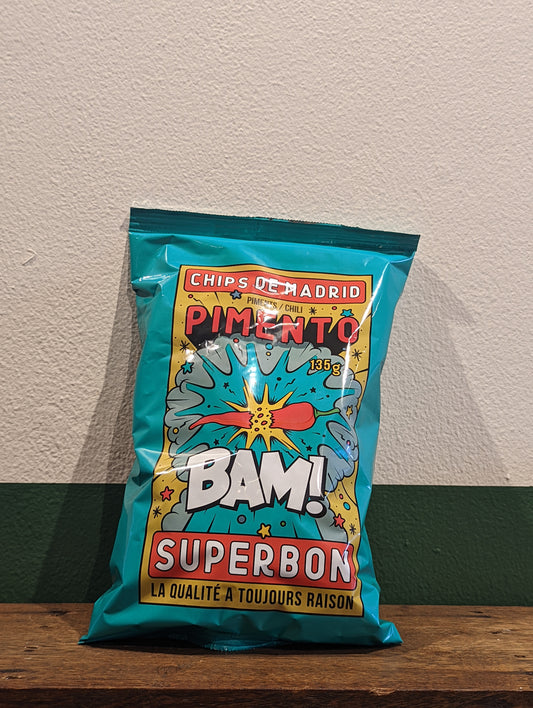 CHIPS DE MADRID
PIMENTS / CHILI
PIMENTO
135g
BAM!
SUPERBON
LA QUALITÉ A TOUJOURS RAISON